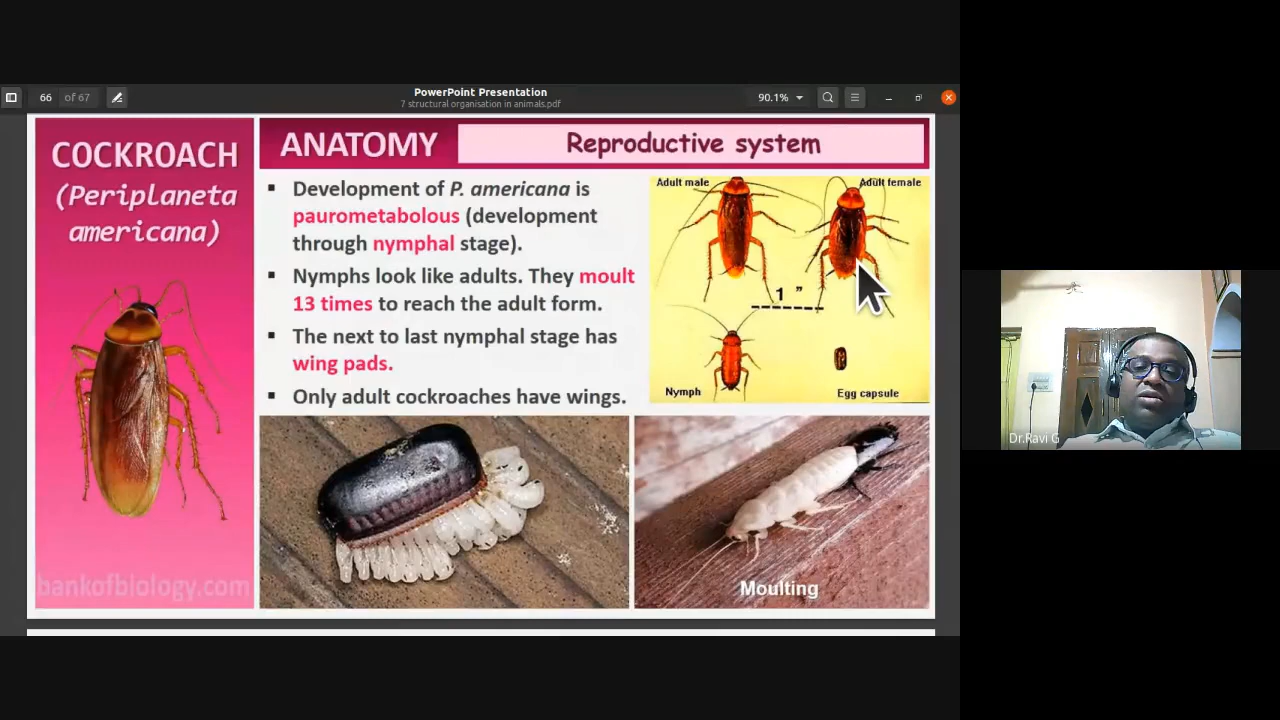 PowerPoint Presentation
66 of 67
7 structural organisation in animals.pdf
90.1%
COCKROACH
(Periplaneta
americana)
bankofbiology.com
ANATOMY
Reproductive system
▪ Development of P. americana is
paurometabolous (development
through nymphal stage).
▪ Nymphs look like adults. They moult
13 times to reach the adult form.
▪ The next to last nymphal stage has
wing pads.
▪ Only adult cockroaches have wings.
Adult male
Adult female
1 ”
Nymph
Egg capsule
Moulting
Dr.Ravi G